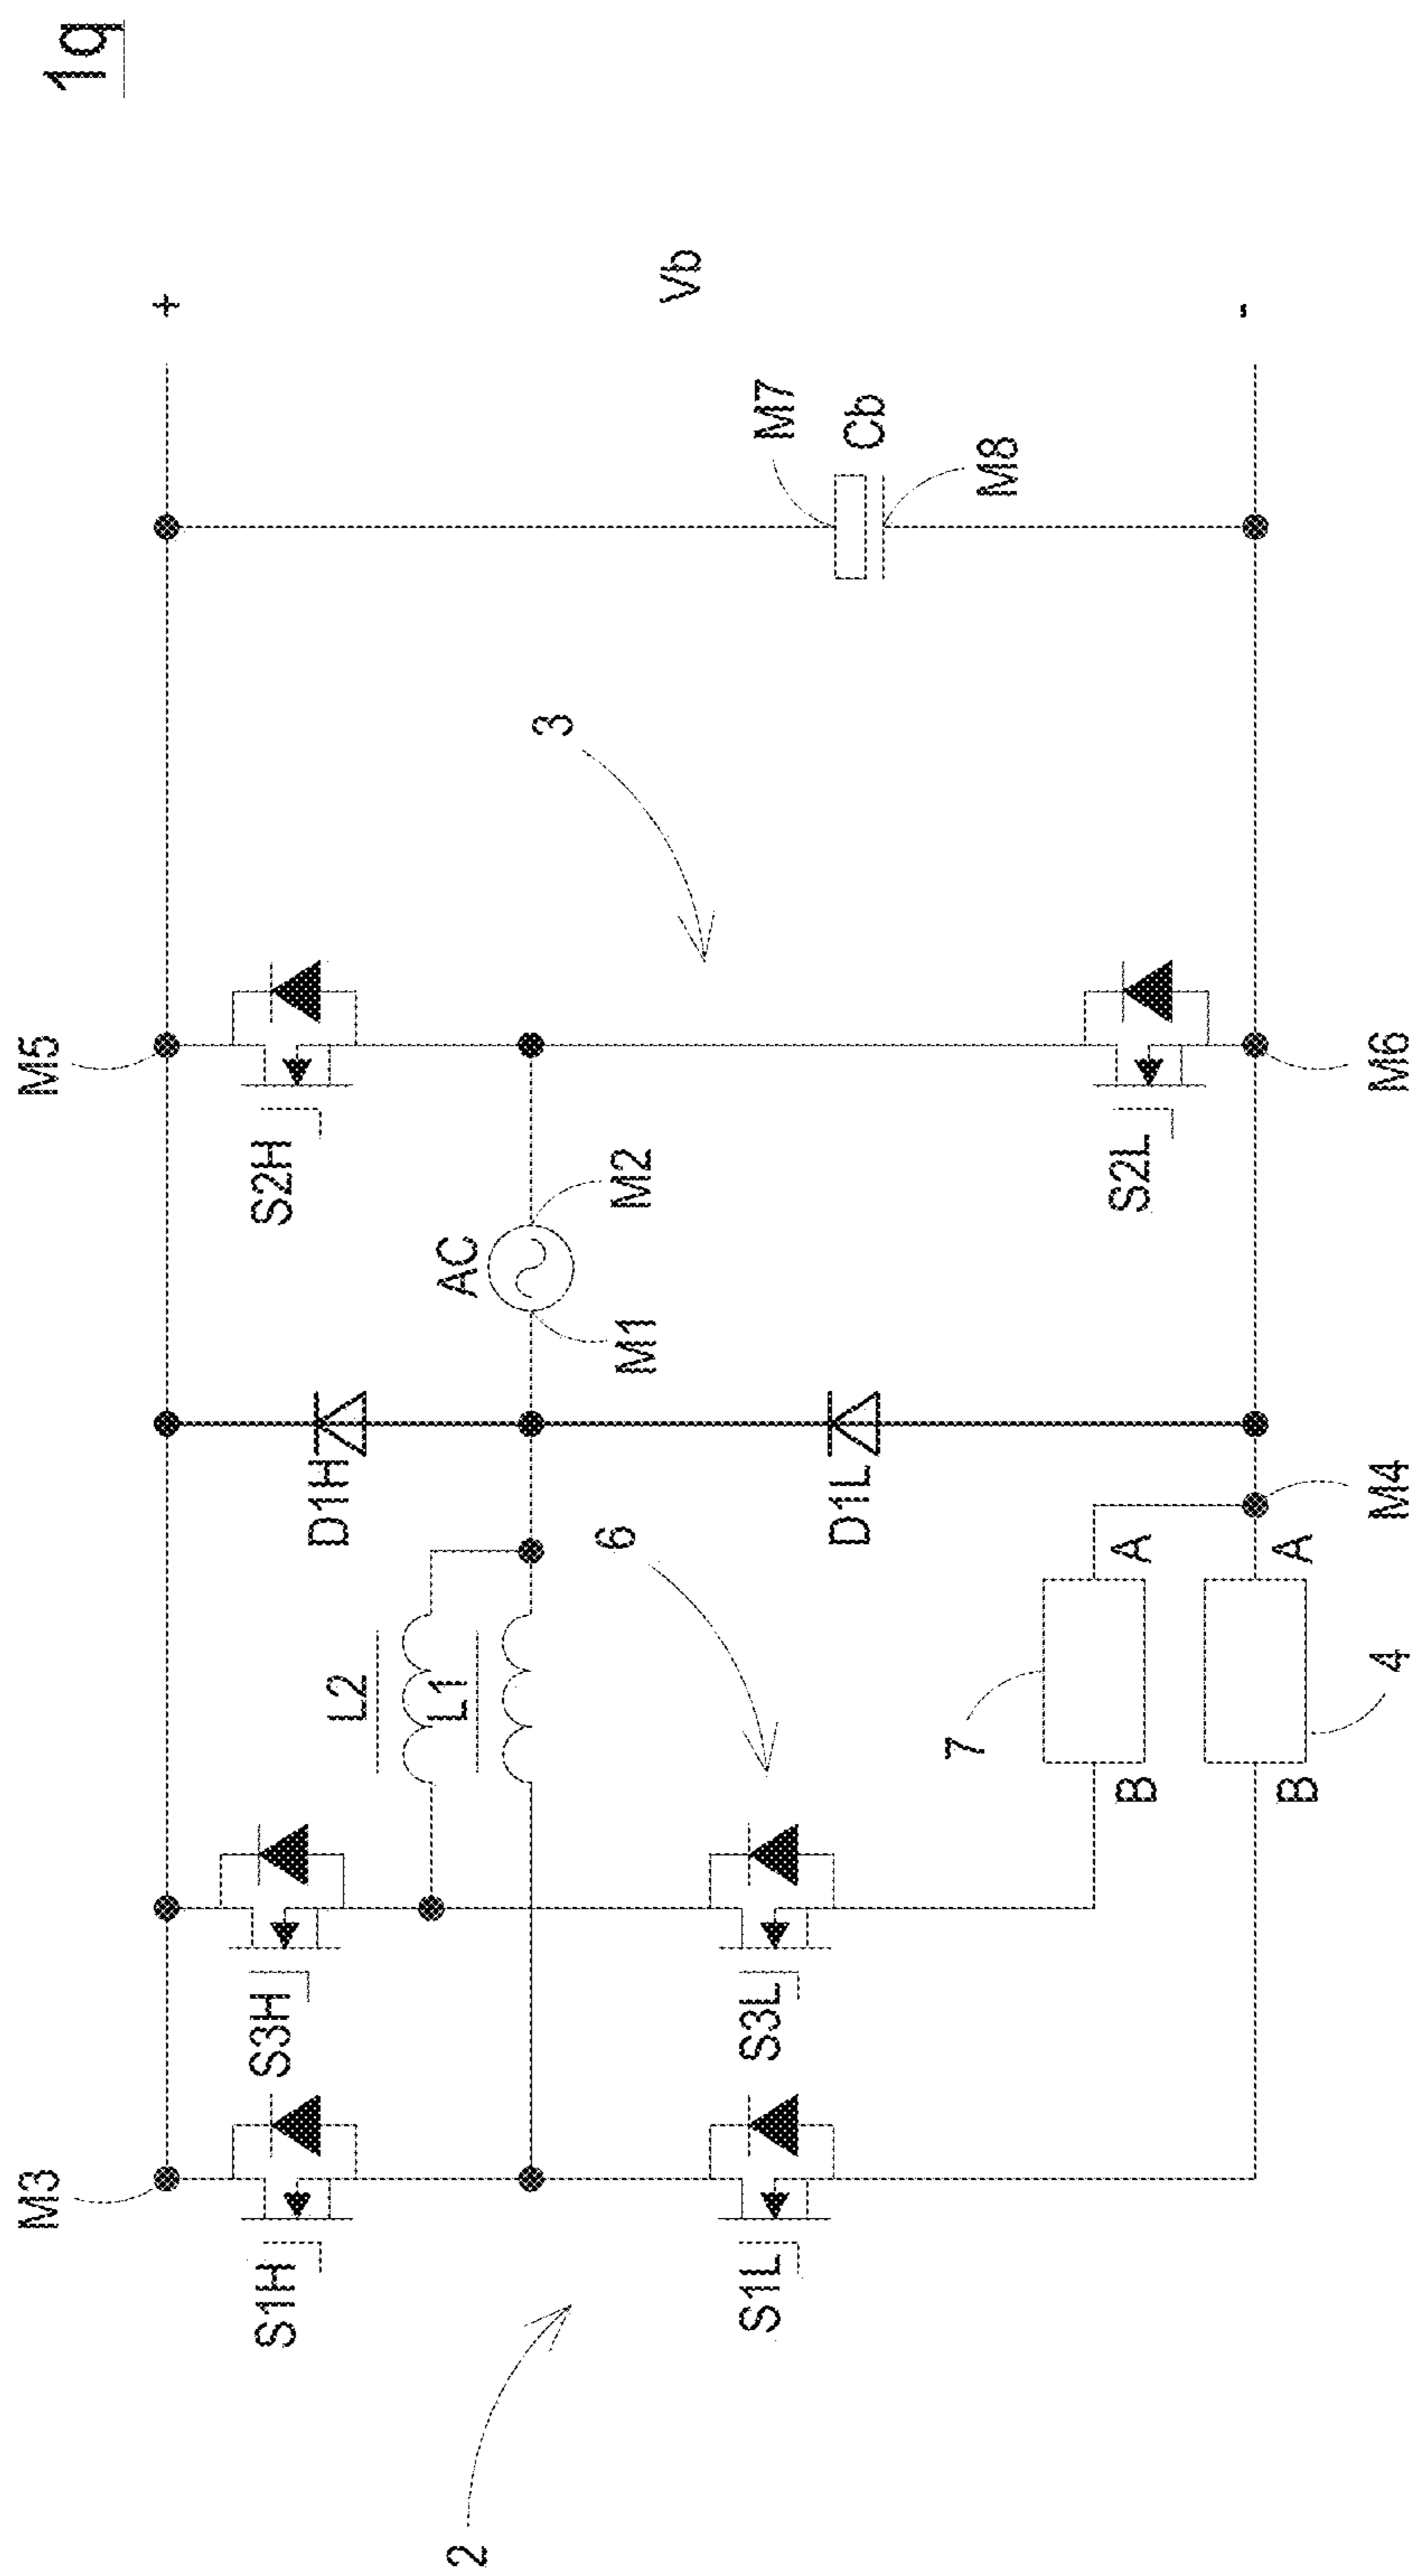 1q
M3
M5
+
S1H
S3H
L2
L1
D1H
AC
M1
M2
S2H
3
Vb
M7
Cb
M8
2
6
S1L
S3L
D1L
S2L
7
B
A
B
A
4
M4
M6
-